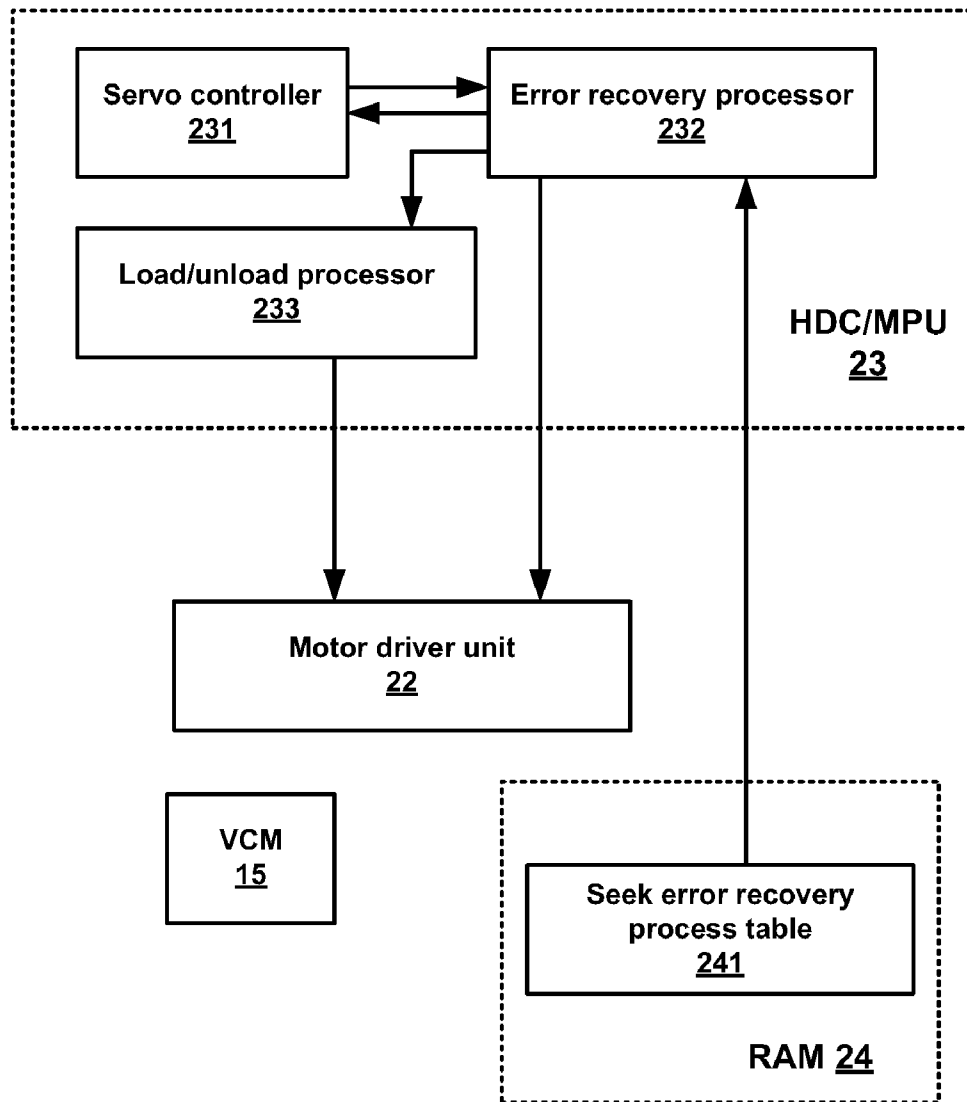 Servo controller
231
Error recovery processor
232
Load/unload processor
233
HDC/MPU
23
Motor driver unit
22
VCM
15
Seek error recovery
process table
241
RAM 24